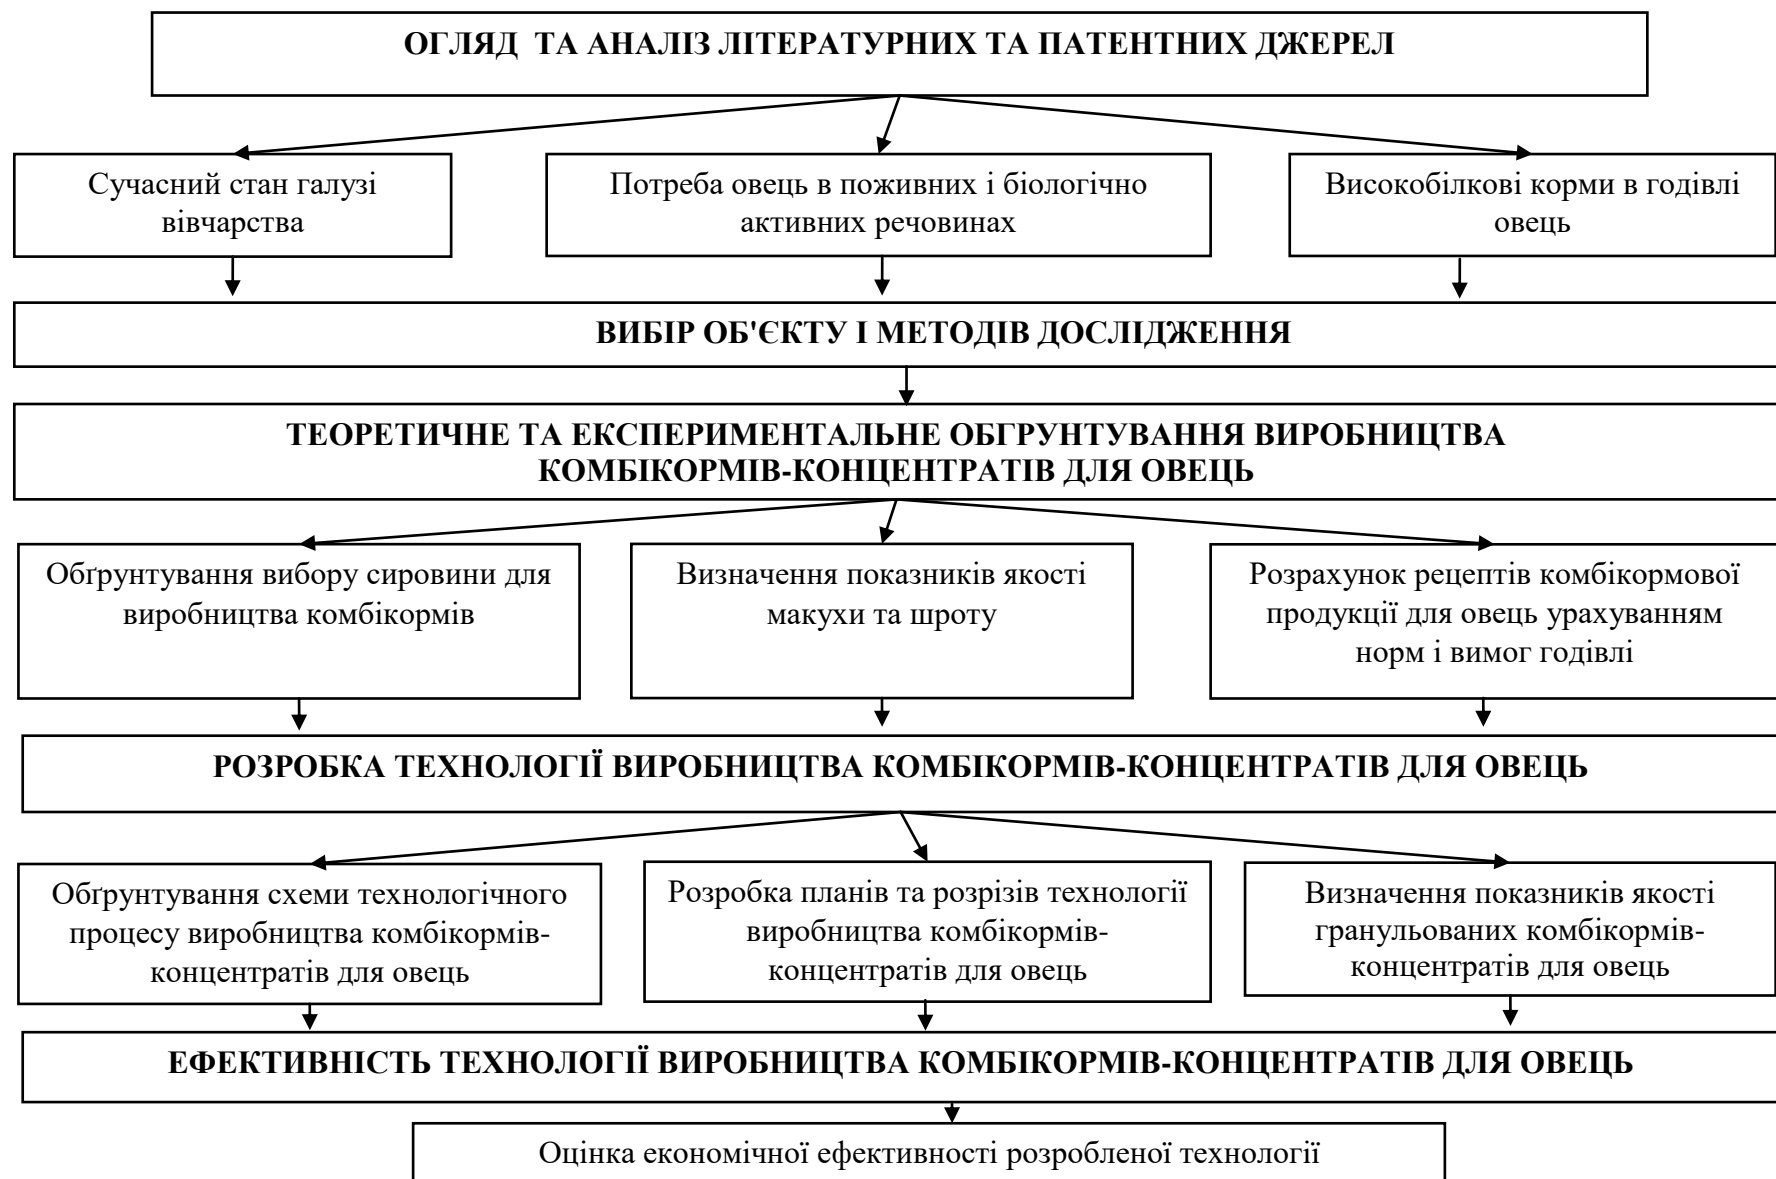 ОГЛЯД ТА АНАЛІЗ ЛІТЕРАТУРНИХ ТА ПАТЕНТНИХ ДЖЕРЕЛ
Сучасний стан галузі
вівчарства
Потреба овець в поживних і біологічно
активних речовинах
Високобілкові корми в годівлі
овець
ВИБІР ОБ'ЄКТУ І МЕТОДІВ ДОСЛІДЖЕННЯ
ТЕОРЕТИЧНЕ ТА ЕКСПЕРИМЕНТАЛЬНЕ ОБГРУНТУВАННЯ ВИРОБНИЦТВА
КОМБІКОРМІВ-КОНЦЕНТРАТІВ ДЛЯ ОВЕЦЬ
Обґрунтування вибору сировини для
виробництва комбікормів
Визначення показників якості
макухи та шроту
Розрахунок рецептів комбікормової
продукції для овець урахуванням
норм і вимог годівлі
РОЗРОБКА ТЕХНОЛОГІЇ ВИРОБНИЦТВА КОМБІКОРМІВ-КОНЦЕНТРАТІВ ДЛЯ ОВЕЦЬ
Обґрунтування схеми технологічного
процесу виробництва комбікормів-
концентратів для овець
Розробка планів та розрізів технології
виробництва комбікормів-
концентратів для овець
Визначення показників якості
гранульованих комбікормів-
концентратів для овець
ЕФЕКТИВНІСТЬ ТЕХНОЛОГІЇ ВИРОБНИЦТВА КОМБІКОРМІВ-КОНЦЕНТРАТІВ ДЛЯ ОВЕЦЬ
Оцінка економічної ефективності розробленої технології